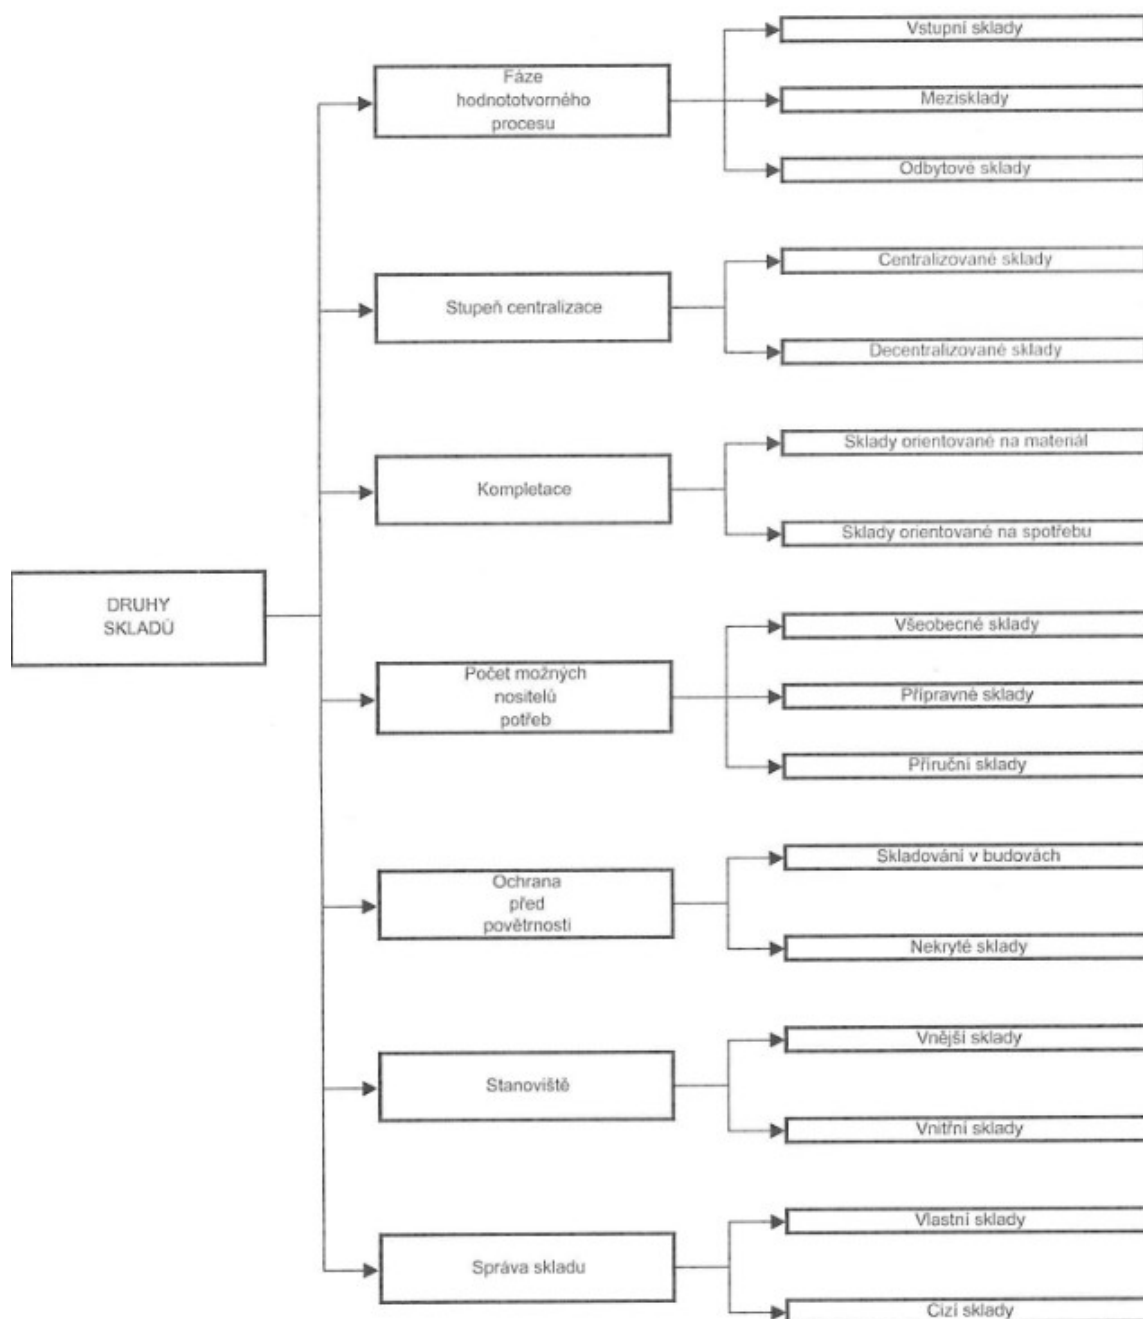 Vstupní sklady
Fáze
hodnototvorného
procesu
Mezisklady
Odbytové sklady
Centralizované sklady
Stupeň centralizace
Decentralizované sklady
Sklady orientované na materiál
Kompletace
Sklady orientované na spotřebu
DRUHY
SKLADŮ
Všeobecné sklady
Počet možných
nositelů
potřeb
Přípravné sklady
Příruční sklady
Skladování v budovách
Ochrana
před
povětrností
Nekryté sklady
Vnější sklady
Stanoviště
Vnitřní sklady
Vlastní sklady
Správa skladu
Cizí sklady